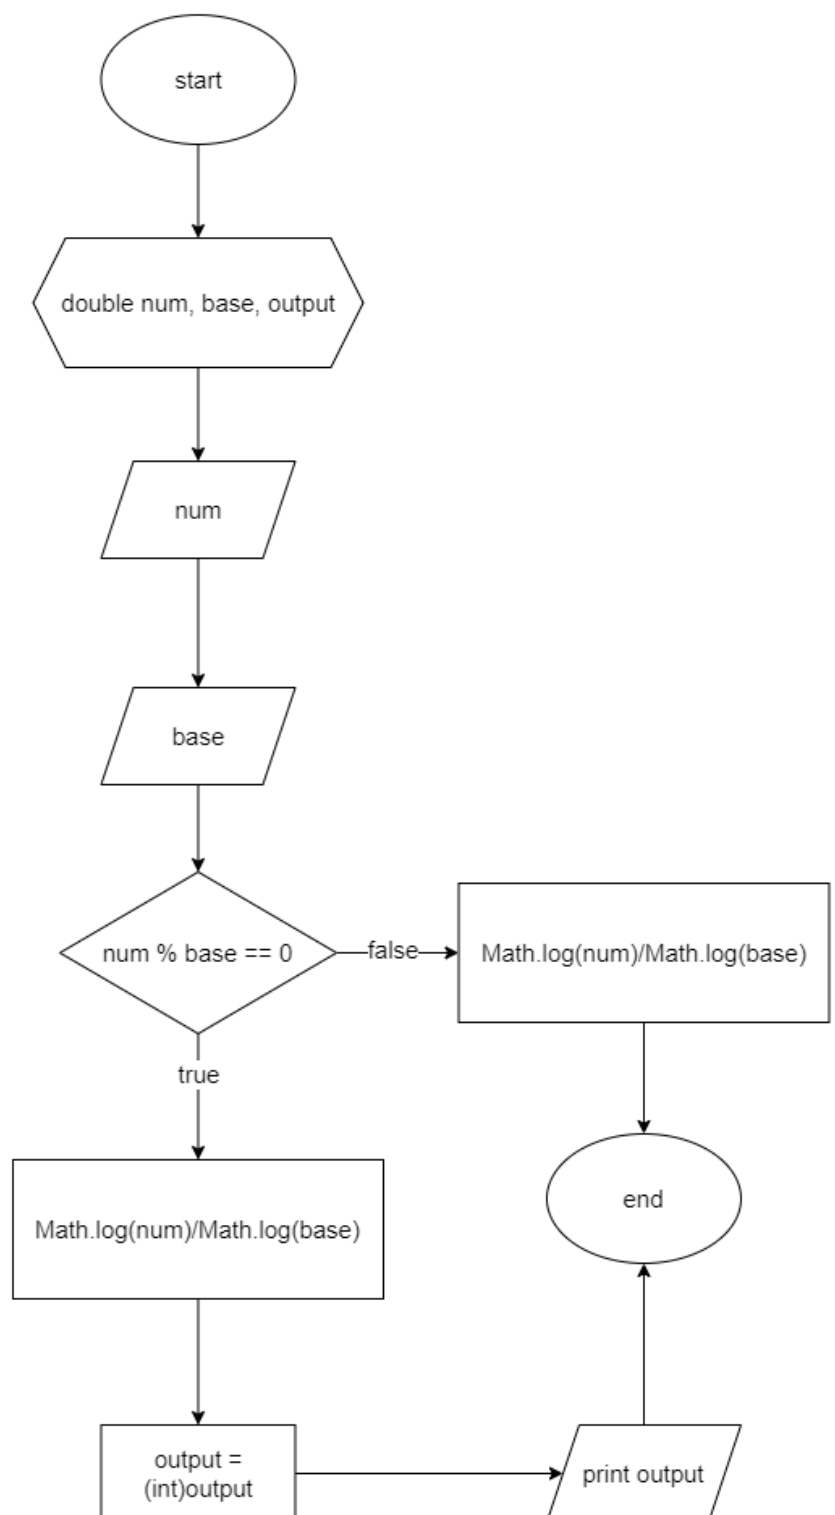 start
double num, base, output
num
base
num % base == 0
false
Math.log(num)/Math.log(base)
true
Math.log(num)/Math.log(base)
end
output =
(int)output
print output